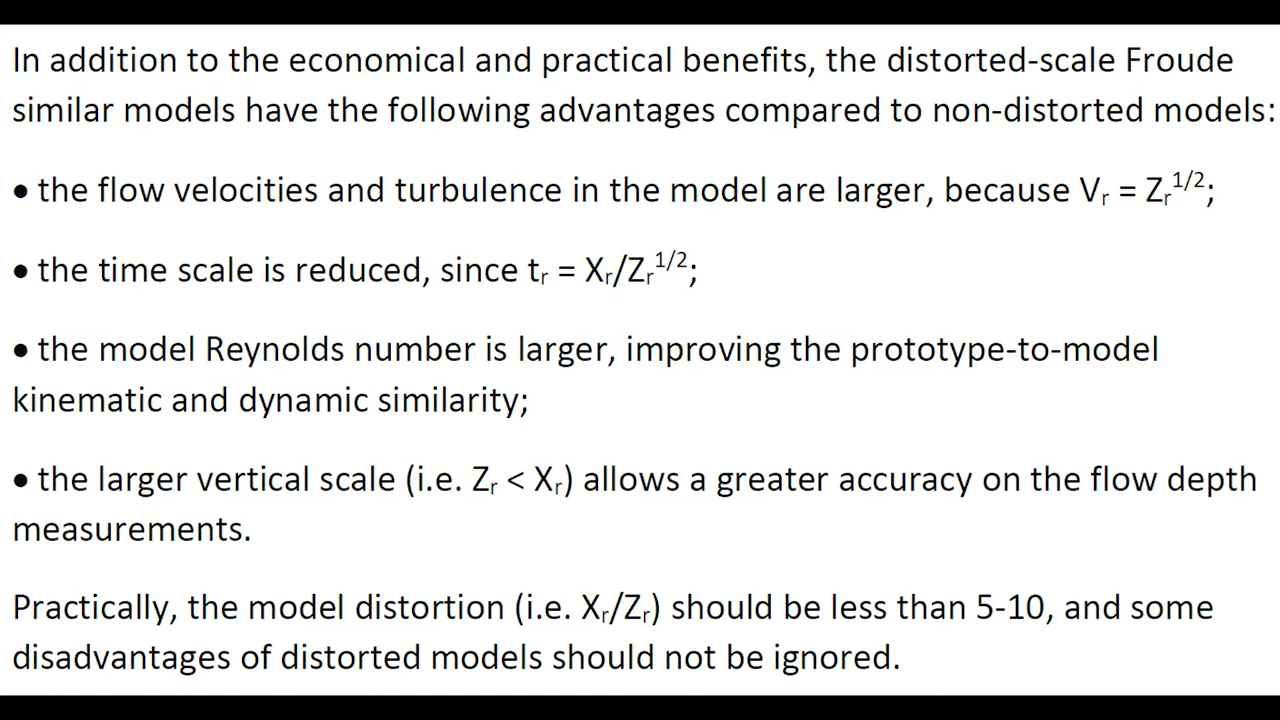 In addition to the economical and practical benefits, the distorted-scale Froude
similar models have the following advantages compared to non-distorted models:
• the flow velocities and turbulence in the model are larger, because Vᵣ = Zᵣ¹ᐟ²;
• the time scale is reduced, since tᵣ = Xᵣ/Zᵣ¹ᐟ²;
• the model Reynolds number is larger, improving the prototype-to-model
kinematic and dynamic similarity;
• the larger vertical scale (i.e. Zᵣ < Xᵣ) allows a greater accuracy on the flow depth
measurements.
Practically, the model distortion (i.e. Xᵣ/Zᵣ) should be less than 5-10, and some
disadvantages of distorted models should not be ignored.